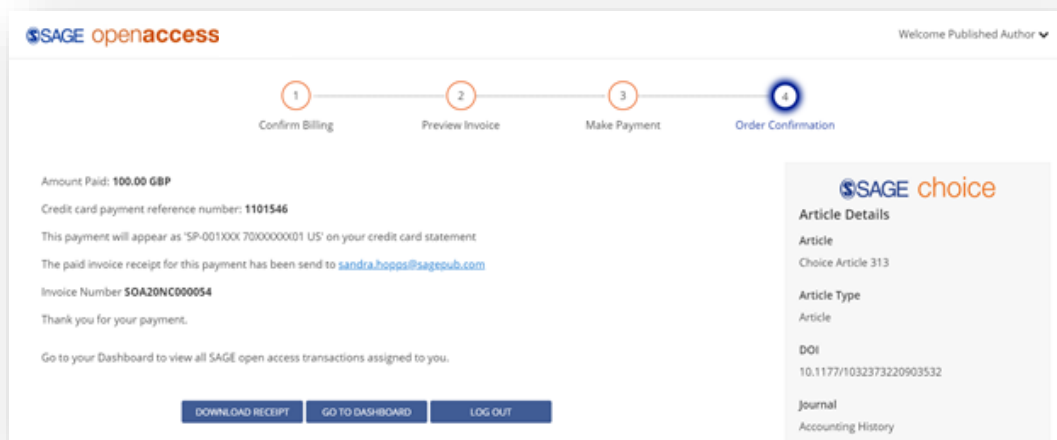 SAGE openaccess
Welcome Published Author
1
2
3
4
Confirm Billing
Preview Invoice
Make Payment
Order Confirmation
Amount Paid: 100.00 GBP
Credit card payment reference number: 1101546
This payment will appear as 'SP-001XXX 70XXXXXX01 US' on your credit card statement
The paid invoice receipt for this payment has been send to sandra.hopps@sagepub.com
Invoice Number SOA20NC000054
Thank you for your payment.
Go to your Dashboard to view all SAGE open access transactions assigned to you.
DOWNLOAD RECEIPT
GO TO DASHBOARD
LOG OUT
SAGE choice
Article Details
Article
Choice Article 313
Article Type
Article
DOI
10.1177/1032373220903532
Journal
Accounting History